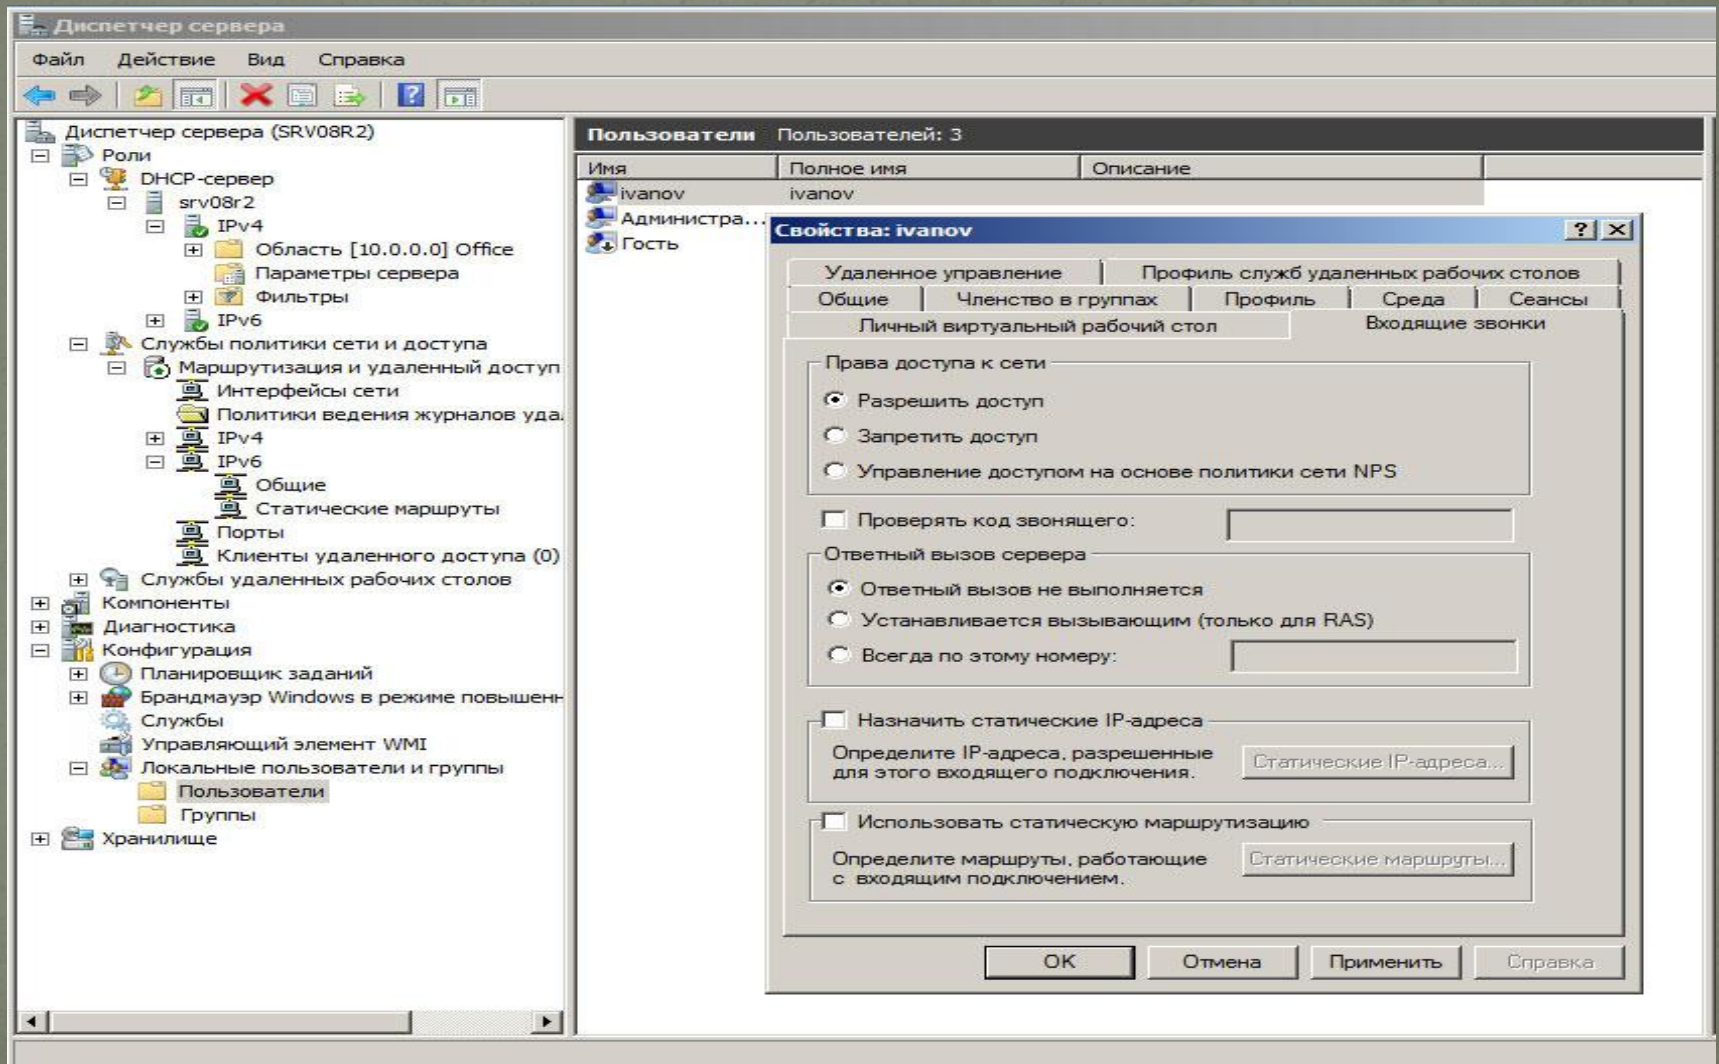 Диспетчер сервера
Файл Действие Вид Справка
Диспетчер сервера (SRV08R2)
Роли
DHCP-сервер
srv08r2
IPv4
Область [10.0.0.0] Office
Параметры сервера
Фильтры
IPv6
Службы политики сети и доступа
Маршрутизация и удаленный доступ
Интерфейсы сети
Политики ведения журналов уда
IPv4
IPv6
Общие
Статические маршруты
Порты
Клиенты удаленного доступа (0)
Службы удаленных рабочих столов
Компоненты
Диагностика
Конфигурация
Планировщик заданий
Брандмауэр Windows в режиме повышенн
Службы
Управляющий элемент WMI
Локальные пользователи и группы
Пользователи
Группы
Хранилище
Пользователи Пользователей: 3
Имя Полное имя Описание
ivanov ivanov
Администра...
Гость
Свойства: ivanov
Удаленное управление Профиль служб удаленных рабочих столов
Общие Членство в группах Профиль Среда Сеансы
Личный виртуальный рабочий стол Входящие звонки
Права доступа к сети
Разрешить доступ
Запретить доступ
Управление доступом на основе политики сети NPS
Проверять код звонящего:
Ответный вызов сервера
Ответный вызов не выполняется
Устанавливается вызывающим (только для RAS)
Всегда по этому номеру:
Назначить статические IP-адреса
Определите IP-адреса, разрешенные
для этого входящего подключения.
Статические IP-адреса...
Использовать статическую маршрутизацию
Определите маршруты, работающие
с входящим подключением.
Статические маршруты...
OK Отмена Применить Справка